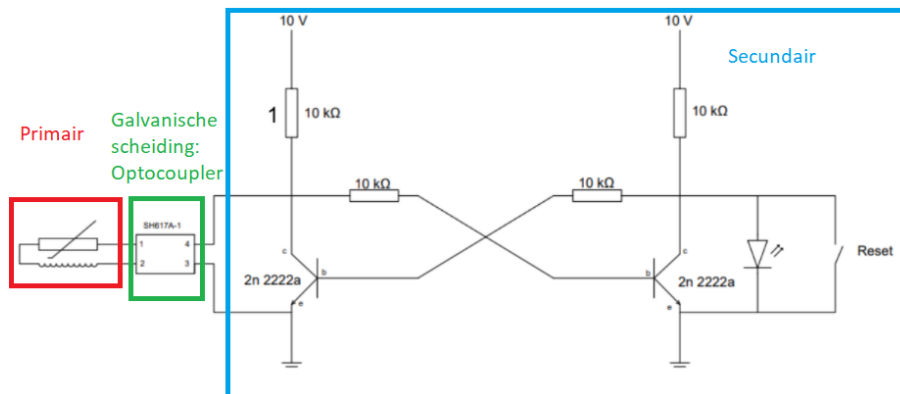 10 V
10 V
Secundair
1
10 kΩ
10 kΩ
Primair
Galvanische
scheiding:
Optocoupler
10 kΩ
10 kΩ
SH617A-1
1
4
2
3
c
c
b
b
2n 2222a
2n 2222a
e
e
Reset